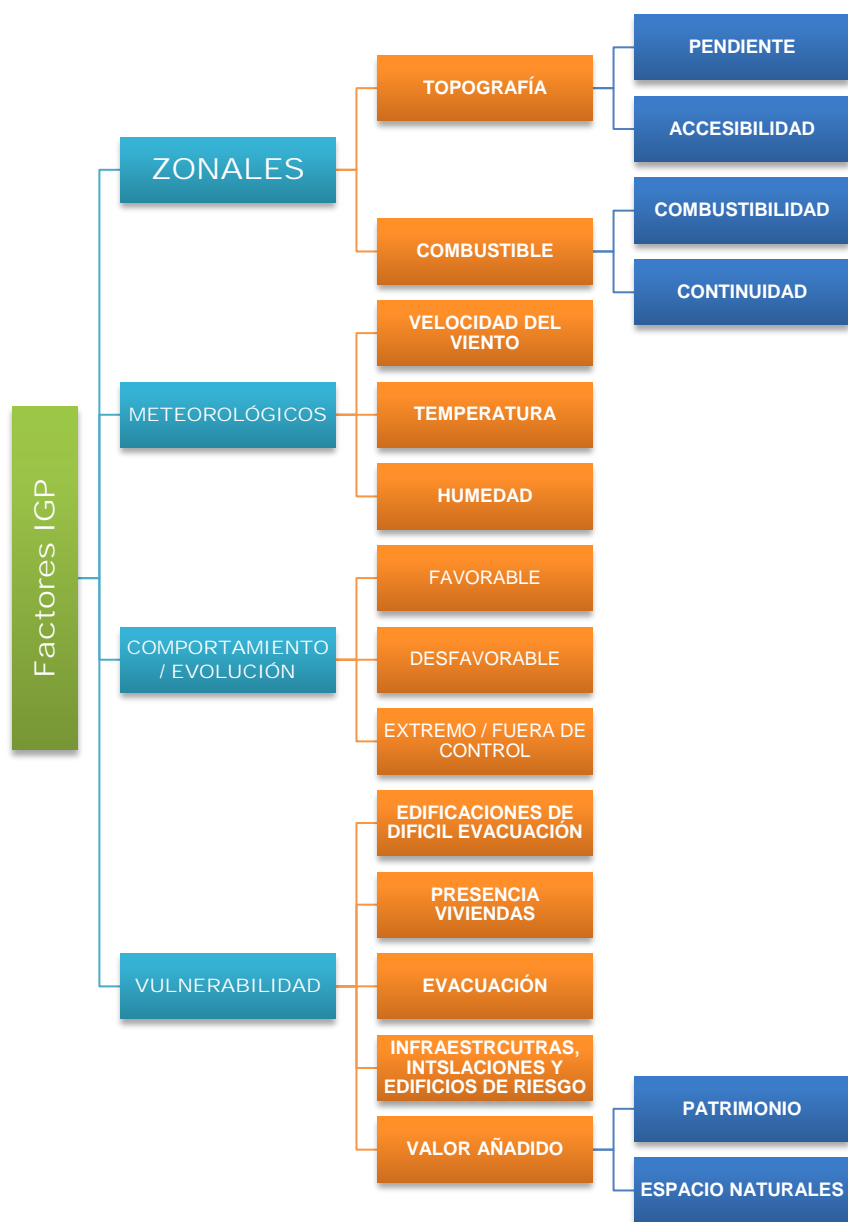 Factores IGP
ZONALES
TOPOGRAFÍA
PENDIENTE
ACCESIBILIDAD
COMBUSTIBLE
COMBUSTIBILIDAD
CONTINUIDAD
METEOROLÓGICOS
VELOCIDAD DEL
VIENTO
TEMPERATURA
HUMEDAD
COMPORTAMIENTO
/ EVOLUCIÓN
FAVORABLE
DESFAVORABLE
EXTREMO / FUERA DE
CONTROL
VULNERABILIDAD
EDIFICACIONES DE
DIFICIL EVACUACIÓN
PRESENCIA
VIVIENDAS
EVACUACIÓN
INFRAESTRCUTRAS,
INTSLACIONES Y
EDIFICIOS DE RIESGO
VALOR AÑADIDO
PATRIMONIO
ESPACIO NATURALES